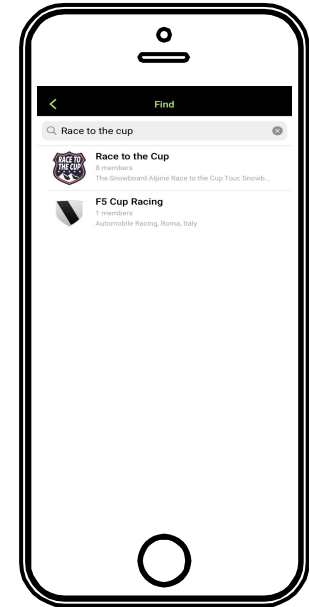 Find
Race to the cup
RACE TO
THE CUP
Race to the Cup
8 members
The Snowboard Alpine Race to the Cup Tour, Snowb...
F5 Cup Racing
1 members
Automobile Racing, Roma, Italy